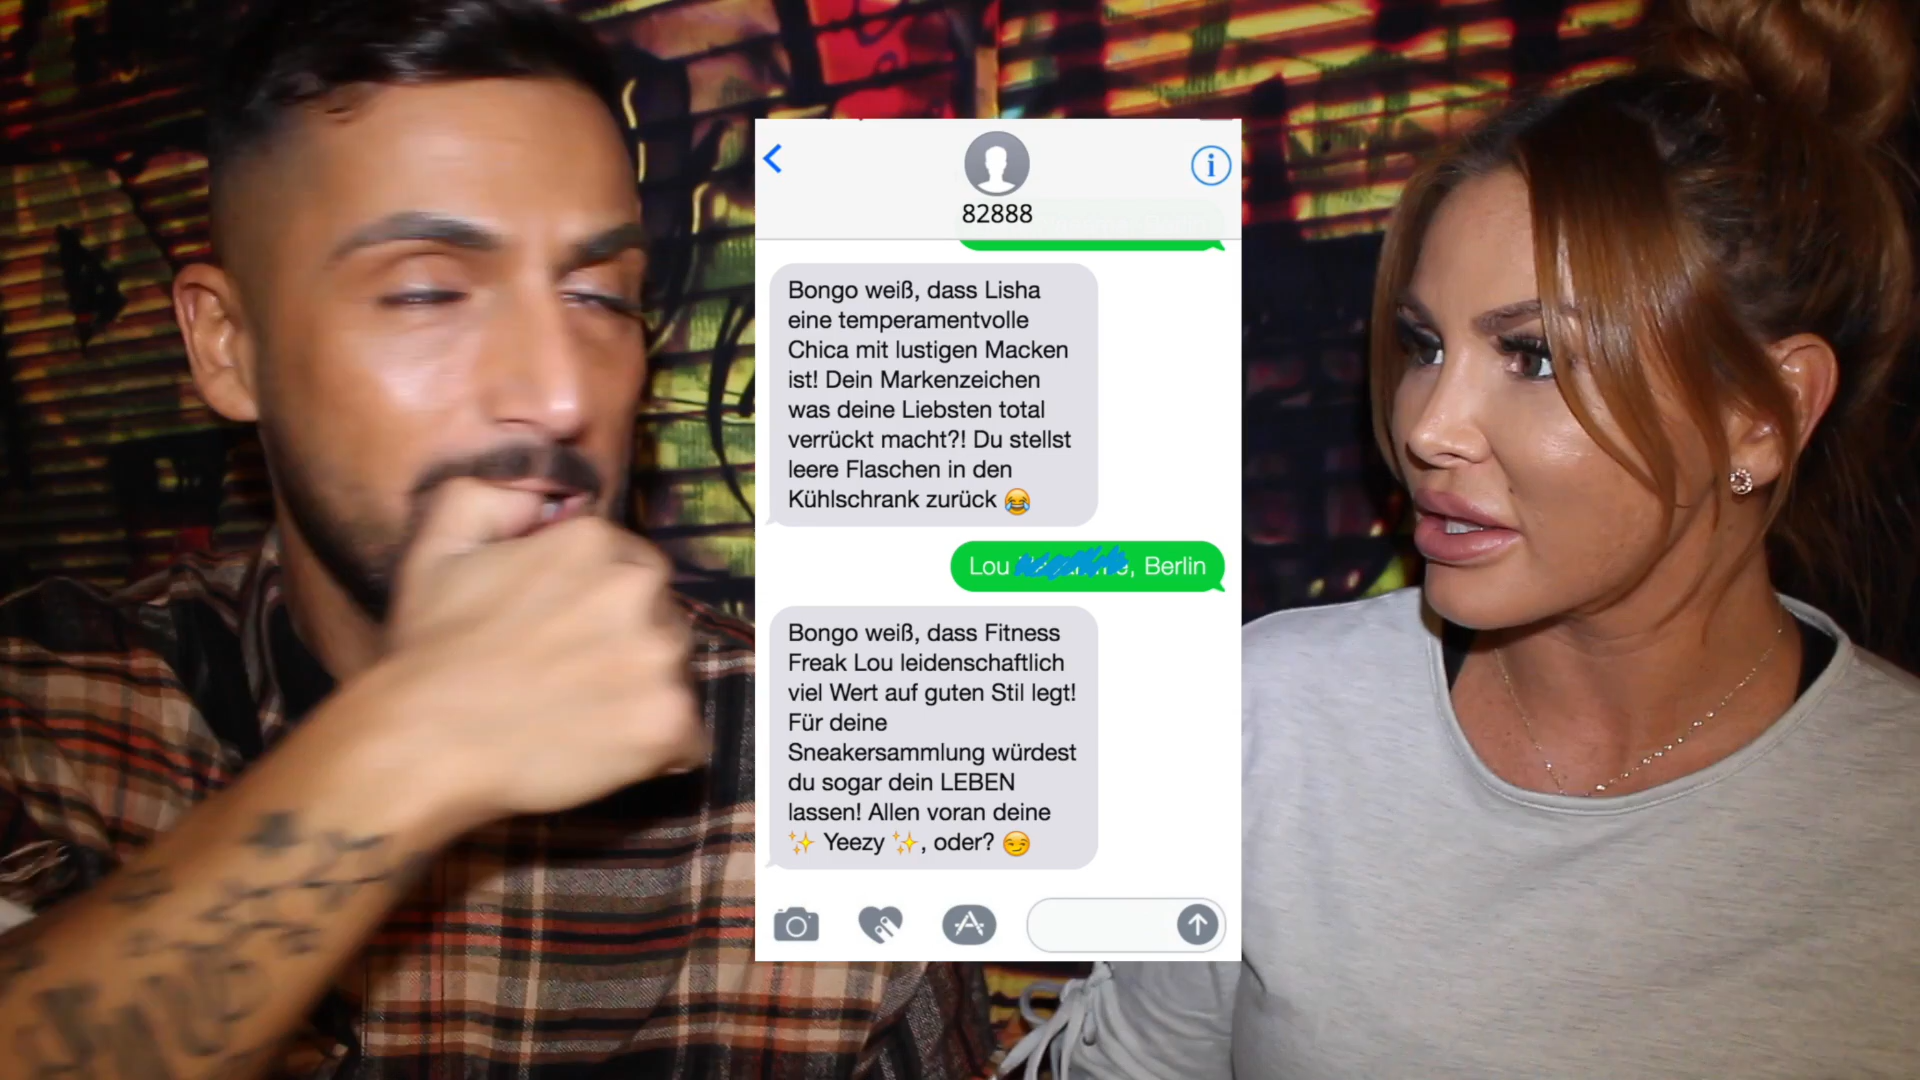 82888
Bongo weiß, dass Lisha
eine temperamentvolle
Chica mit lustigen Macken
ist! Dein Markenzeichen
was deine Liebsten total
verrückt macht?! Du stellst
leere Flaschen in den
Kühlschrank zurück 😂
Lou , Berlin
Bongo weiß, dass Fitness
Freak Lou leidenschaftlich
viel Wert auf guten Stil legt!
Für deine
Sneakersammlung würdest
du sogar dein LEBEN
lassen! Allen voran deine
✨ Yeezy ✨, oder? 😏